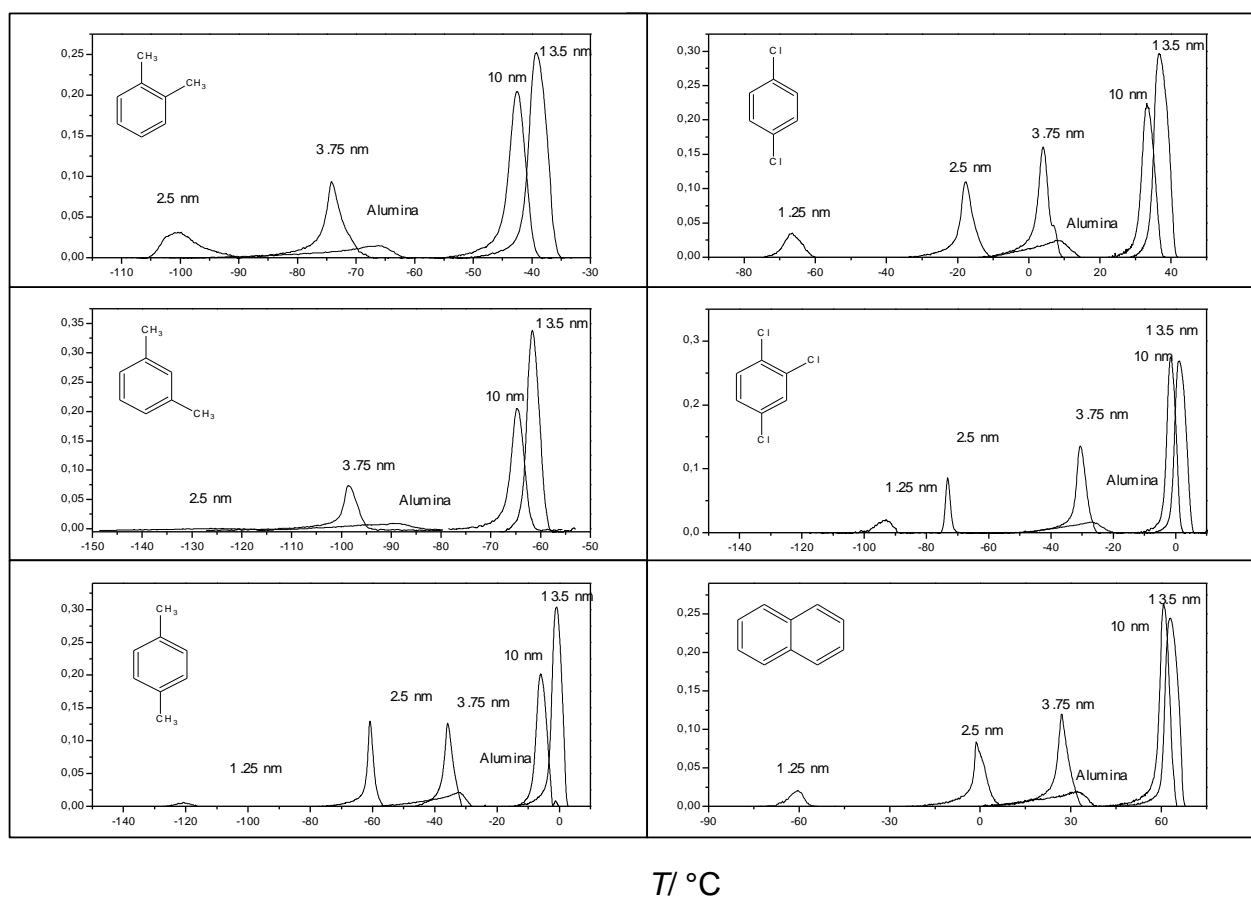 13.5 nm
10 nm
3.75 nm
2.5 nm
Alumina
CH3
CH3
0,25
0,20
0,15
0,10
0,05
0,00
-110 -100 -90 -80 -70 -60 -50 -40 -30
13.5 nm
10 nm
3.75 nm
2.5 nm
1.25 nm
Alumina
Cl
Cl
0,30
0,25
0,20
0,15
0,10
0,05
0,00
-80 -60 -40 -20 0 20 40
13.5 nm
10 nm
3.75 nm
2.5 nm
Alumina
CH3
CH3
0,35
0,30
0,25
0,20
0,15
0,10
0,05
0,00
-150 -140 -130 -120 -110 -100 -90 -80 -70 -60 -50
13.5 nm
10 nm
3.75 nm
2.5 nm
1.25 nm
Alumina
Cl
Cl
Cl
0,3
0,2
0,1
0,0
-140 -120 -100 -80 -60 -40 -20 0
13.5 nm
10 nm
2.5 nm
3.75 nm
Alumina
1.25 nm
CH3
CH3
0,30
0,25
0,20
0,15
0,10
0,05
0,00
-140 -120 -100 -80 -60 -40 -20 0
13.5 nm
10 nm
3.75 nm
2.5 nm
Alumina
1.25 nm
0,25
0,20
0,15
0,10
0,05
0,00
-90 -60 -30 0 30 60
T/ °C